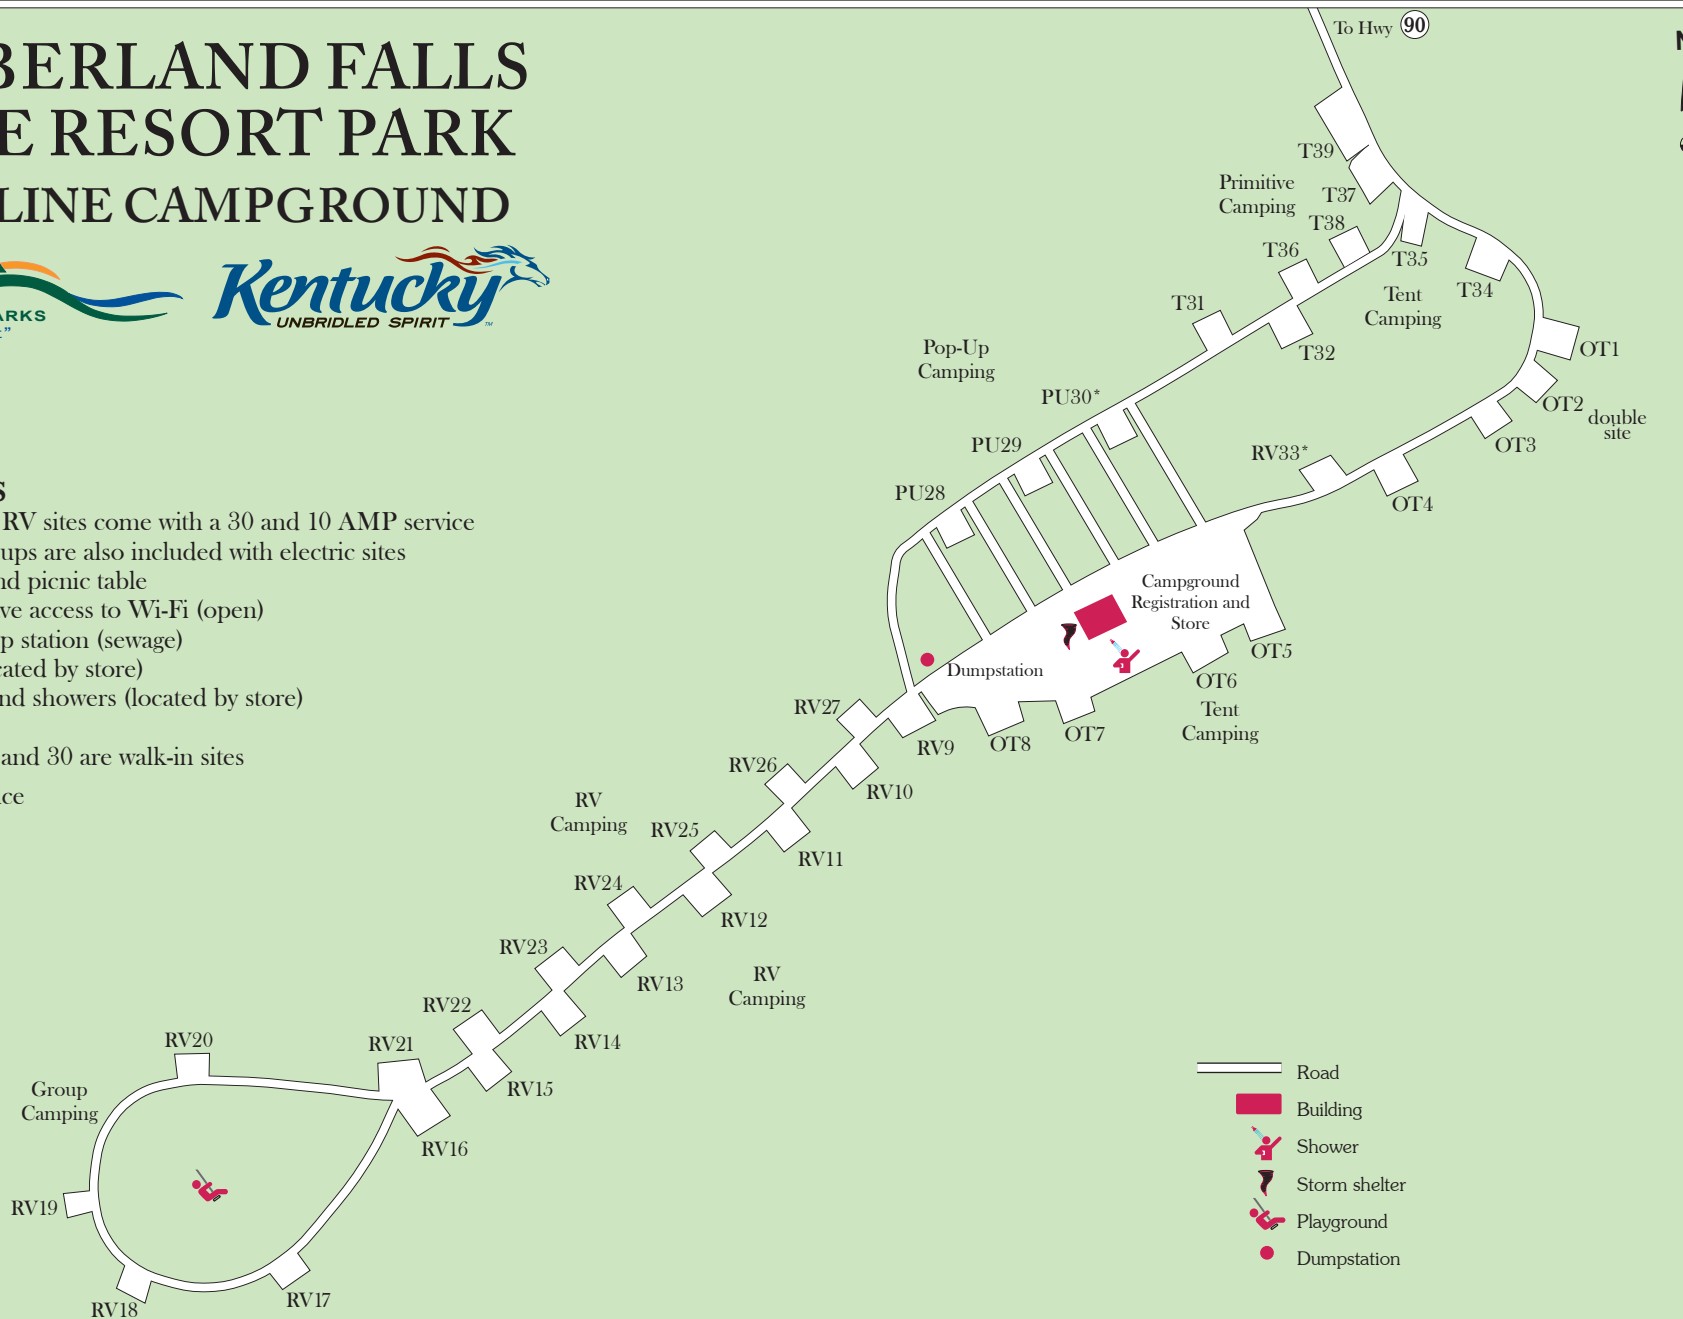 BERLAND FALLS
E RESORT PARK
LINE CAMPGROUND
ARKS
Kentucky
UNBRIDLED SPIRIT
TM
S
RV sites come with a 30 and 10 AMP service
ups are also included with electric sites
nd picnic table
ve access to Wi-Fi (open)
p station (sewage)
cated by store)
nd showers (located by store)
and 30 are walk-in sites
ce
To Hwy 90
N
T39
Primitive
Camping
T37
T38
T36
T35
T34
Tent
Camping
T31
T32
OT1
OT2
double
site
OT3
OT4
RV33*
Pop-Up
Camping
PU30*
PU29
PU28
Campground
Registration and
Store
Dumpstation
OT5
OT6
Tent
Camping
OT7
OT8
RV9
RV27
RV10
RV26
RV11
RV
Camping
RV25
RV12
RV24
RV13
RV
Camping
RV23
RV14
RV22
RV15
RV21
RV16
RV20
Group
Camping
RV19
RV18
RV17
Road
Building
Shower
Storm shelter
Playground
Dumpstation